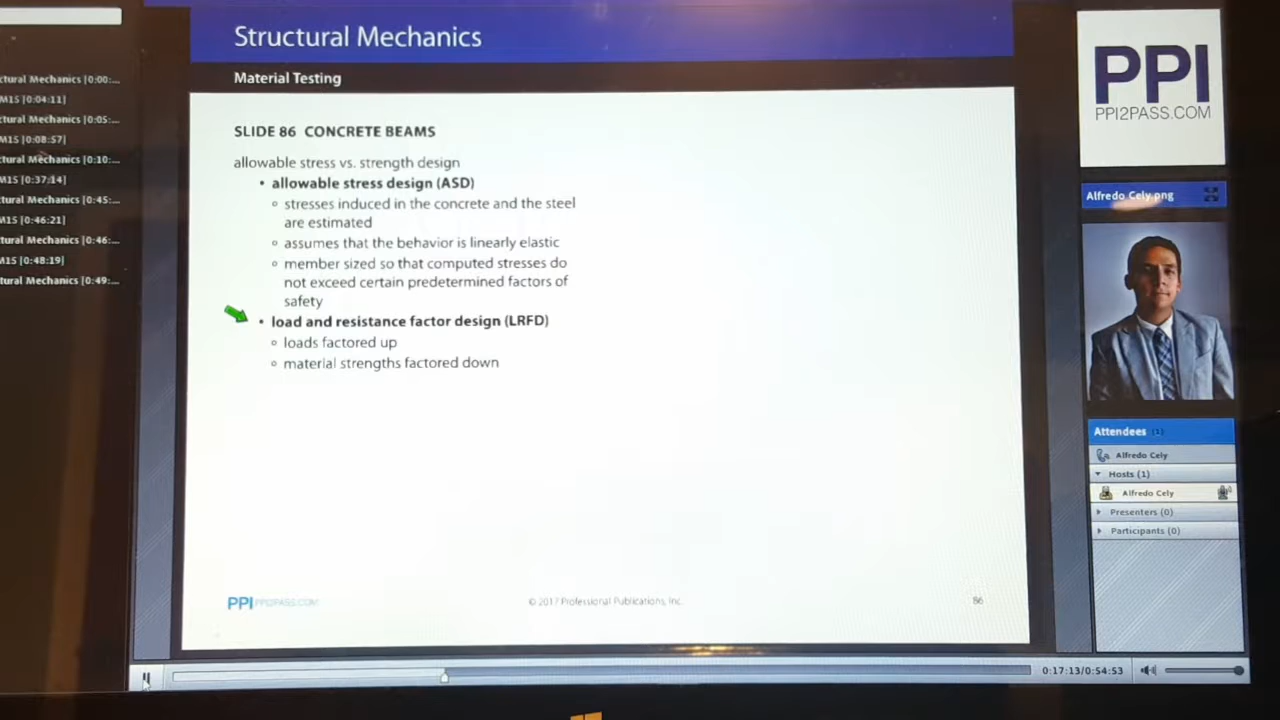 Structural Mechanics
Material Testing
SLIDE 86 CONCRETE BEAMS
allowable stress vs. strength design
• allowable stress design (ASD)
stresses induced in the concrete and the steel
are estimated
assumes that the behavior is linearly elastic
member sized so that computed stresses do
not exceed certain predetermined factors of
safety
• load and resistance factor design (LRFD)
loads factored up
material strengths factored down
PPI PPI2PASS.COM
© 2017 Professional Publications, Inc.
86
ctural Mechanics [0:00:...
M15 [0:04:11]
ctural Mechanics [0:05:...
M15 [0:08:57]
ctural Mechanics [0:10:...
M15 [0:37:14]
ctural Mechanics [0:45:...
M15 [0:46:21]
tural Mechanics [0:46:...
M15 [0:48:19]
tural Mechanics [0:49:...
PPI
PPI2PASS.COM
Alfredo Cely.png
Attendees (1)
Alfredo Cely
Hosts (1)
Alfredo Cely
Presenters (0)
Participants (0)
0:17:13/0:54:53